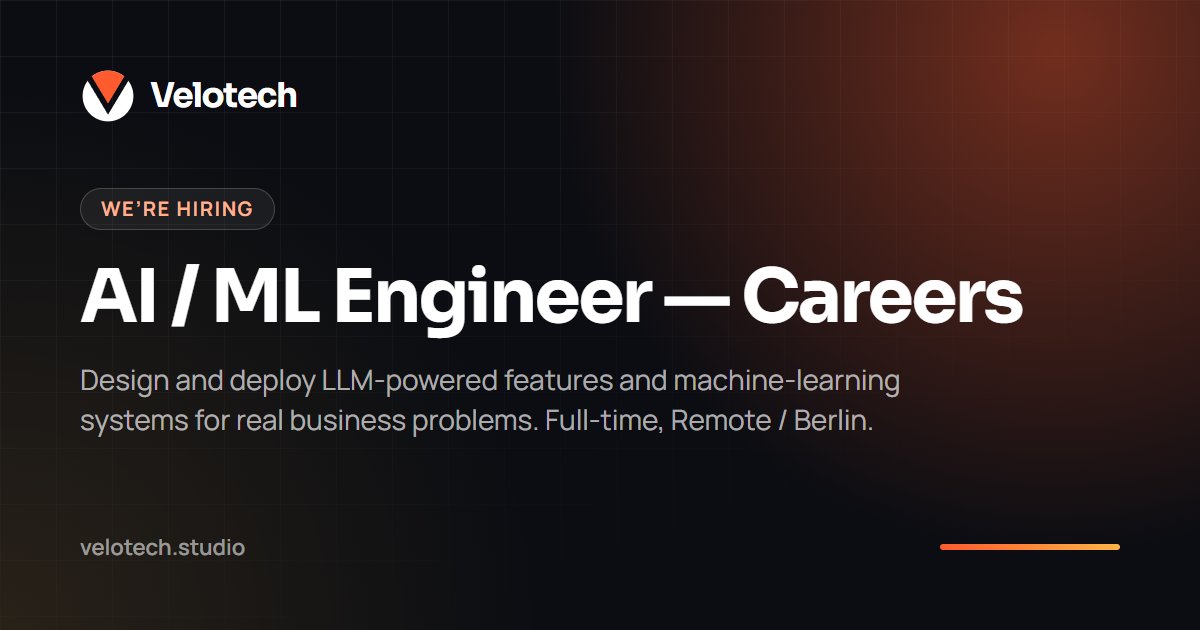 Velotech
WE’RE HIRING
AI / ML Engineer — Careers
Design and deploy LLM-powered features and machine-learning
systems for real business problems. Full-time, Remote / Berlin.
velotech.studio